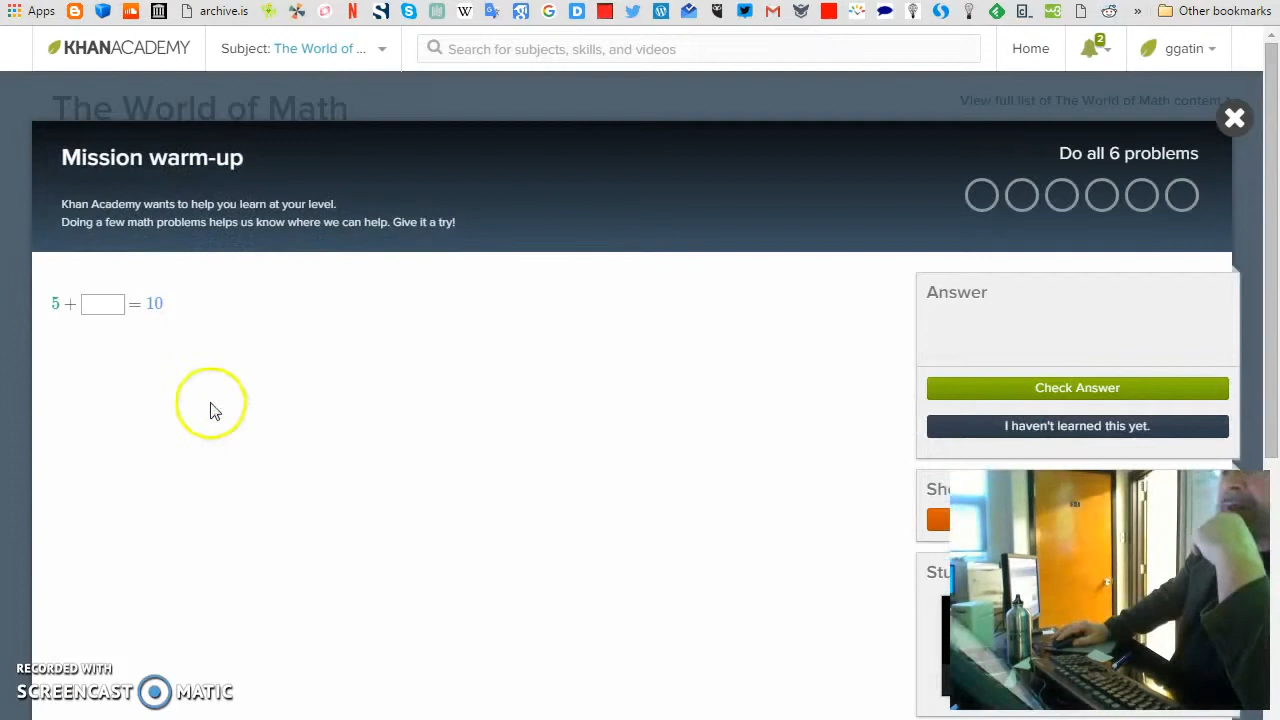 Apps
archive.is
Other bookmarks
KHANACADEMY
Subject: The World of ...
Search for subjects, skills, and videos
Home
2
ggatin
The World of Math
View full list of The World of Math content
Mission warm-up
Do all 6 problems
Khan Academy wants to help you learn at your level.
Doing a few math problems helps us know where we can help. Give it a try!
5 + = 10
Answer
Check Answer
I haven't learned this yet.
RECORDED WITH
SCREENCAST MATIC